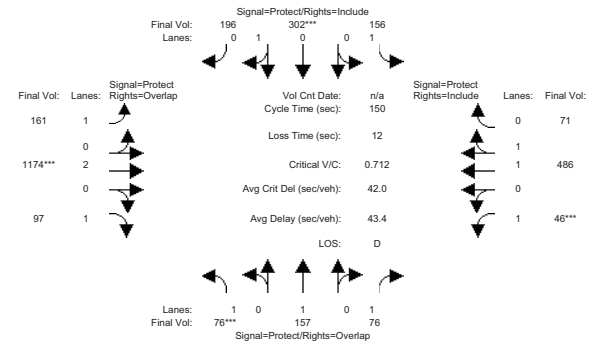 Signal=Protect/Rights=Include
Final Vol: 196 302*** 156
Lanes: 0 1 0 0 1
Signal=Protect
Final Vol: Lanes: Rights=Overlap
Vol Cnt Date: n/a
Cycle Time (sec): 150
Signal=Protect
Rights=Include Lanes: Final Vol:
161 1
0 71
Loss Time (sec): 12
0
1
1174*** 2
Critical V/C: 0.712
1 486
0
Avg Crit Del (sec/veh): 42.0
0
97 1
Avg Delay (sec/veh): 43.4
1 46***
LOS: D
Lanes: 1 0 1 0 1
Final Vol: 76*** 157 76
Signal=Protect/Rights=Overlap